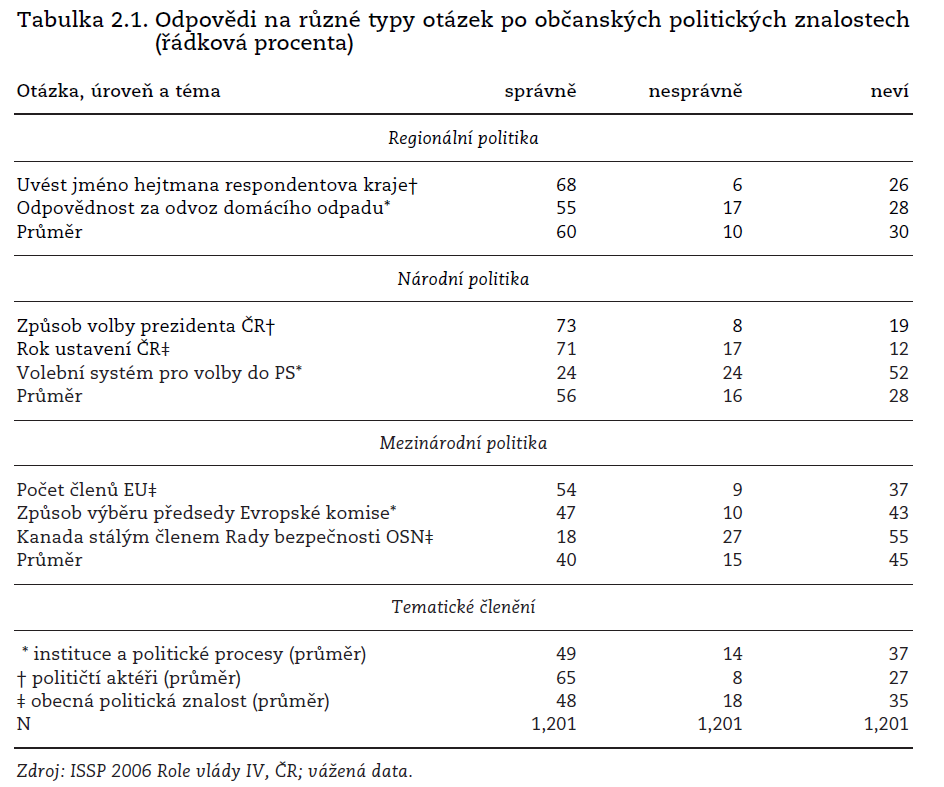 Tabulka 2.1. Odpovědi na různé typy otázek po občanských politických znalostech
(řádková procenta)
Otázka, úroveň a téma správně nesprávně neví
Regionální politika
Uvést jméno hejtmana respondentova kraje† 68 6 26
Odpovědnost za odvoz domácího odpadu* 55 17 28
Průměr 60 10 30
Národní politika
Způsob volby prezidenta ČR† 73 8 19
Rok ustavení ČR‡ 71 17 12
Volební systém pro volby do PS* 24 24 52
Průměr 56 16 28
Mezinárodní politika
Počet členů EU‡ 54 9 37
Způsob výběru předsedy Evropské komise* 47 10 43
Kanada stálým členem Rady bezpečnosti OSN‡ 18 27 55
Průměr 40 15 45
Tematické členění
* instituce a politické procesy (průměr) 49 14 37
† političtí aktéři (průměr) 65 8 27
‡ obecná politická znalost (průměr) 48 18 35
N 1,201 1,201 1,201
Zdroj: ISSP 2006 Role vlády IV, ČR; vážená data.